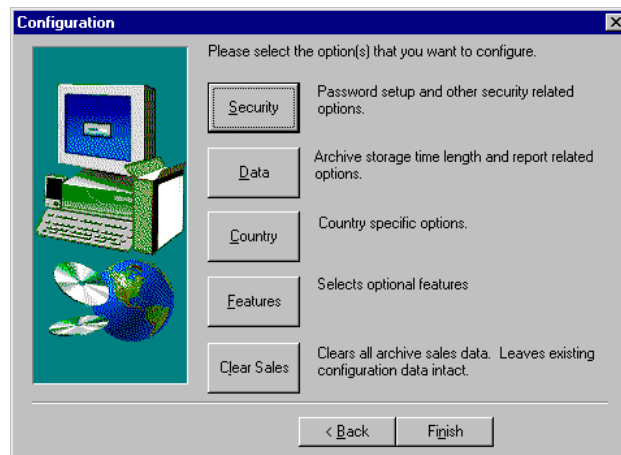 Configuration
Please select the option(s) that you want to configure.
Security
Password setup and other security related
options.
Data
Archive storage time length and report related
options.
Country
Country specific options.
Features
Selects optional features
Clear Sales
Clears all archive sales data. Leaves existing
configuration data intact.
< Back
Finish